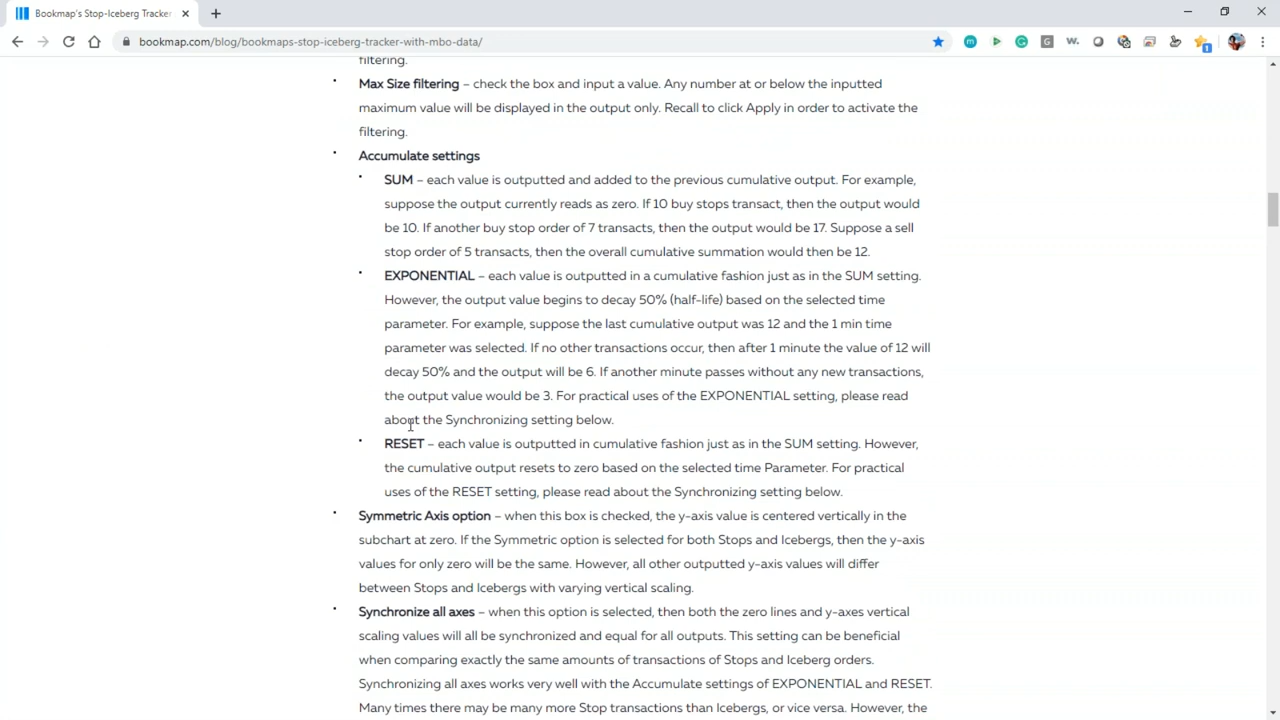 Bookmap's Stop-Iceberg Tracker
bookmap.com/blog/bookmaps-stop-iceberg-tracker-with-mbo-data/
filtering.
Max Size filtering – check the box and input a value. Any number at or below the inputted
maximum value will be displayed in the output only. Recall to click Apply in order to activate the
filtering.
Accumulate settings
SUM – each value is outputted and added to the previous cumulative output. For example,
suppose the output currently reads as zero. If 10 buy stops transact, then the output would
be 10. If another buy stop order of 7 transacts, then the output would be 17. Suppose a sell
stop order of 5 transacts, then the overall cumulative summation would then be 12.
EXPONENTIAL – each value is outputted in a cumulative fashion just as in the SUM setting.
However, the output value begins to decay 50% (half-life) based on the selected time
parameter. For example, suppose the last cumulative output was 12 and the 1 min time
parameter was selected. If no other transactions occur, then after 1 minute the value of 12 will
decay 50% and the output will be 6. If another minute passes without any new transactions,
the output value would be 3. For practical uses of the EXPONENTIAL setting, please read
about the Synchronizing setting below.
RESET – each value is outputted in cumulative fashion just as in the SUM setting. However,
the cumulative output resets to zero based on the selected time Parameter. For practical
uses of the RESET setting, please read about the Synchronizing setting below.
Symmetric Axis option – when this box is checked, the y-axis value is centered vertically in the
subchart at zero. If the Symmetric option is selected for both Stops and Icebergs, then the y-axis
values for only zero will be the same. However, all other outputted y-axis values will differ
between Stops and Icebergs with varying vertical scaling.
Synchronize all axes – when this option is selected, then both the zero lines and y-axes vertical
scaling values will all be synchronized and equal for all outputs. This setting can be beneficial
when comparing exactly the same amounts of transactions of Stops and Iceberg orders.
Synchronizing all axes works very well with the Accumulate settings of EXPONENTIAL and RESET.
Many times there may be many more Stop transactions than Icebergs, or vice versa. However, the